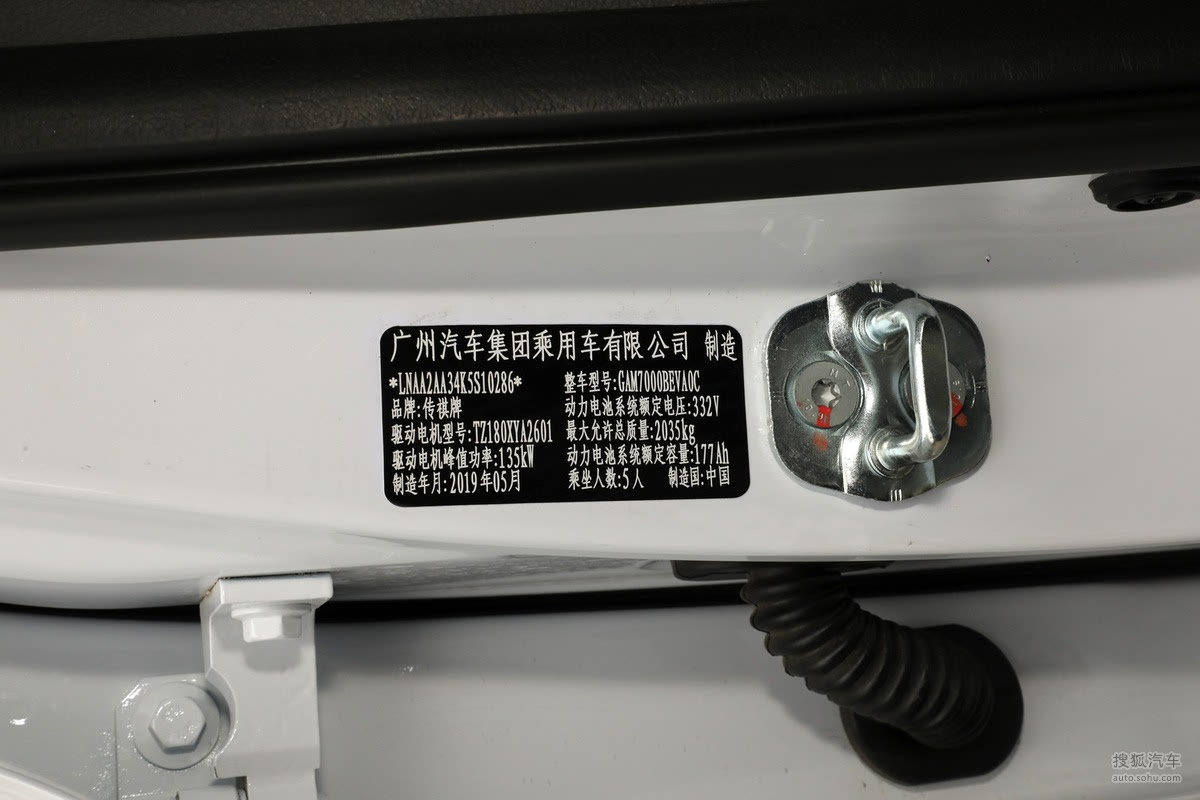 广州汽车集团乘用车有限公司 制造
*LNAA2AA34K5S10286* 整车型号:GAM7000BEVA0C
品牌:传祺牌 动力电池系统额定电压:332V
驱动电机型号:TZ180XYA2601 最大允许总质量:2035kg
驱动电机峰值功率:135kW 动力电池系统额定容量:177Ah
制造年月:2019年05月 乘坐人数:5人 制造国:中国
搜狐汽车
auto.sohu.com